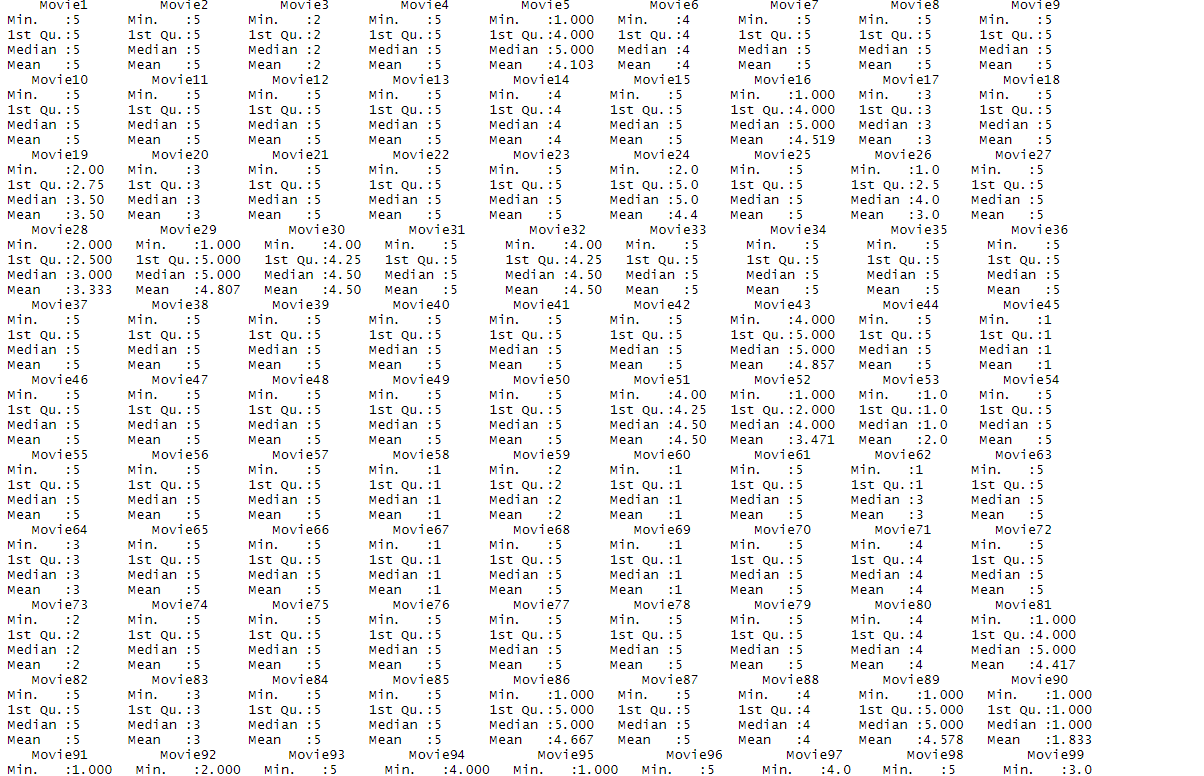 Movie1 Movie2 Movie3 Movie4 Movie5 Movie6 Movie7 Movie8 Movie9
Min. :5 Min. :5 Min. :2 Min. :5 Min. :1.000 Min. :4 Min. :5 Min. :5 Min. :5
1st Qu.:5 1st Qu.:5 1st Qu.:2 1st Qu.:5 1st Qu.:4.000 1st Qu.:4 1st Qu.:5 1st Qu.:5 1st Qu.:5
Median :5 Median :5 Median :2 Median :5 Median :5.000 Median :4 Median :5 Median :5 Median :5
Mean :5 Mean :5 Mean :2 Mean :5 Mean :4.103 Mean :4 Mean :5 Mean :5 Mean :5
Movie10 Movie11 Movie12 Movie13 Movie14 Movie15 Movie16 Movie17 Movie18
Min. :5 Min. :5 Min. :5 Min. :5 Min. :4 Min. :5 Min. :1.000 Min. :3 Min. :5
1st Qu.:5 1st Qu.:5 1st Qu.:5 1st Qu.:5 1st Qu.:4 1st Qu.:5 1st Qu.:4.000 1st Qu.:3 1st Qu.:5
Median :5 Median :5 Median :5 Median :5 Median :4 Median :5 Median :5.000 Median :3 Median :5
Mean :5 Mean :5 Mean :5 Mean :5 Mean :4 Mean :5 Mean :4.519 Mean :3 Mean :5
Movie19 Movie20 Movie21 Movie22 Movie23 Movie24 Movie25 Movie26 Movie27
Min. :2.00 Min. :3 Min. :5 Min. :5 Min. :5 Min. :2.0 Min. :5 Min. :1.0 Min. :5
1st Qu.:2.75 1st Qu.:3 1st Qu.:5 1st Qu.:5 1st Qu.:5 1st Qu.:5.0 1st Qu.:5 1st Qu.:2.5 1st Qu.:5
Median :3.50 Median :3 Median :5 Median :5 Median :5 Median :5.0 Median :5 Median :4.0 Median :5
Mean :3.50 Mean :3 Mean :5 Mean :5 Mean :5 Mean :4.4 Mean :5 Mean :3.0 Mean :5
Movie28 Movie29 Movie30 Movie31 Movie32 Movie33 Movie34 Movie35 Movie36
Min. :2.000 Min. :1.000 Min. :4.00 Min. :5 Min. :4.00 Min. :5 Min. :5 Min. :5 Min. :5
1st Qu.:2.500 1st Qu.:5.000 1st Qu.:4.25 1st Qu.:5 1st Qu.:4.25 1st Qu.:5 1st Qu.:5 1st Qu.:5 1st Qu.:5
Median :3.000 Median :5.000 Median :4.50 Median :5 Median :4.50 Median :5 Median :5 Median :5 Median :5
Mean :3.333 Mean :4.807 Mean :4.50 Mean :5 Mean :4.50 Mean :5 Mean :5 Mean :5 Mean :5
Movie37 Movie38 Movie39 Movie40 Movie41 Movie42 Movie43 Movie44 Movie45
Min. :5 Min. :5 Min. :5 Min. :5 Min. :5 Min. :5 Min. :4.000 Min. :5 Min. :1
1st Qu.:5 1st Qu.:5 1st Qu.:5 1st Qu.:5 1st Qu.:5 1st Qu.:5 1st Qu.:5.000 1st Qu.:5 1st Qu.:1
Median :5 Median :5 Median :5 Median :5 Median :5 Median :5 Median :5.000 Median :5 Median :1
Mean :5 Mean :5 Mean :5 Mean :5 Mean :5 Mean :5 Mean :4.857 Mean :5 Mean :1
Movie46 Movie47 Movie48 Movie49 Movie50 Movie51 Movie52 Movie53 Movie54
Min. :5 Min. :5 Min. :5 Min. :5 Min. :5 Min. :4.00 Min. :1.000 Min. :1.0 Min. :5
1st Qu.:5 1st Qu.:5 1st Qu.:5 1st Qu.:5 1st Qu.:5 1st Qu.:4.25 1st Qu.:2.000 1st Qu.:1.0 1st Qu.:5
Median :5 Median :5 Median :5 Median :5 Median :5 Median :4.50 Median :4.000 Median :1.0 Median :5
Mean :5 Mean :5 Mean :5 Mean :5 Mean :5 Mean :4.50 Mean :3.471 Mean :2.0 Mean :5
Movie55 Movie56 Movie57 Movie58 Movie59 Movie60 Movie61 Movie62 Movie63
Min. :5 Min. :5 Min. :5 Min. :1 Min. :2 Min. :1 Min. :5 Min. :1 Min. :5
1st Qu.:5 1st Qu.:5 1st Qu.:5 1st Qu.:1 1st Qu.:2 1st Qu.:1 1st Qu.:5 1st Qu.:1 1st Qu.:5
Median :5 Median :5 Median :5 Median :1 Median :2 Median :1 Median :5 Median :3 Median :5
Mean :5 Mean :5 Mean :5 Mean :1 Mean :2 Mean :1 Mean :5 Mean :3 Mean :5
Movie64 Movie65 Movie66 Movie67 Movie68 Movie69 Movie70 Movie71 Movie72
Min. :3 Min. :5 Min. :5 Min. :1 Min. :5 Min. :1 Min. :5 Min. :4 Min. :5
1st Qu.:3 1st Qu.:5 1st Qu.:5 1st Qu.:1 1st Qu.:5 1st Qu.:1 1st Qu.:5 1st Qu.:4 1st Qu.:5
Median :3 Median :5 Median :5 Median :1 Median :5 Median :1 Median :5 Median :4 Median :5
Mean :3 Mean :5 Mean :5 Mean :1 Mean :5 Mean :1 Mean :5 Mean :4 Mean :5
Movie73 Movie74 Movie75 Movie76 Movie77 Movie78 Movie79 Movie80 Movie81
Min. :2 Min. :5 Min. :5 Min. :5 Min. :5 Min. :5 Min. :5 Min. :4 Min. :1.000
1st Qu.:2 1st Qu.:5 1st Qu.:5 1st Qu.:5 1st Qu.:5 1st Qu.:5 1st Qu.:5 1st Qu.:4 1st Qu.:4.000
Median :2 Median :5 Median :5 Median :5 Median :5 Median :5 Median :5 Median :4 Median :5.000
Mean :2 Mean :5 Mean :5 Mean :5 Mean :5 Mean :5 Mean :5 Mean :4 Mean :4.417
Movie82 Movie83 Movie84 Movie85 Movie86 Movie87 Movie88 Movie89 Movie90
Min. :5 Min. :3 Min. :5 Min. :5 Min. :1.000 Min. :5 Min. :4 Min. :1.000 Min. :1.000
1st Qu.:5 1st Qu.:3 1st Qu.:5 1st Qu.:5 1st Qu.:5.000 1st Qu.:5 1st Qu.:4 1st Qu.:5.000 1st Qu.:1.000
Median :5 Median :3 Median :5 Median :5 Median :5.000 Median :5 Median :4 Median :5.000 Median :1.000
Mean :5 Mean :3 Mean :5 Mean :5 Mean :4.667 Mean :5 Mean :4 Mean :4.578 Mean :1.833
Movie91 Movie92 Movie93 Movie94 Movie95 Movie96 Movie97 Movie98 Movie99
Min. :1.000 Min. :2.000 Min. :5 Min. :4.000 Min. :1.000 Min. :5 Min. :4.0 Min. :5 Min. :3.0